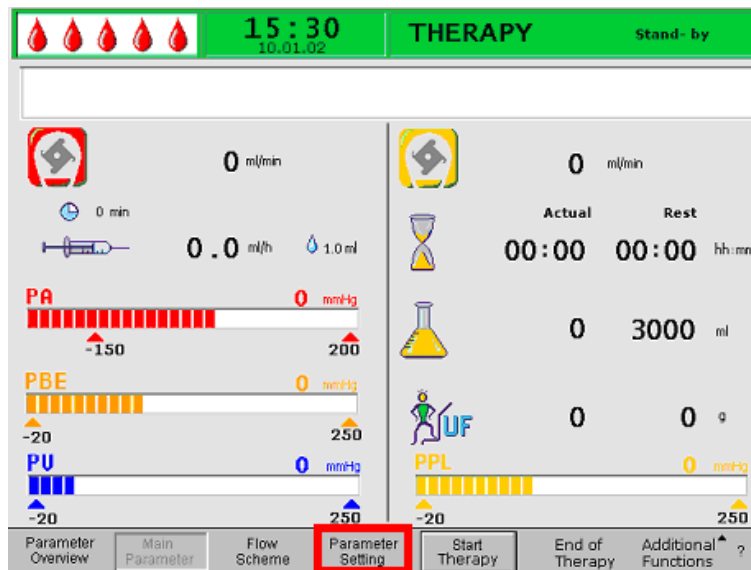 15:30
10.01.02
THERAPY Stand- by
0 ml/min
0 min
0.0 ml/h 1.0 ml
PA 0 mmHg
-150 200
PBE 0 mmHg
-20 250
PV 0 mmHg
-20 250
0 ml/min
Actual Rest
00:00 00:00
0 3000 ml
UF 0 0 g
PPL 0 mmHg
-20 250
Parameter Overview
Main Parameter
Flow Scheme
Parameter Setting
Start Therapy
End of Therapy
Additional Functions
?